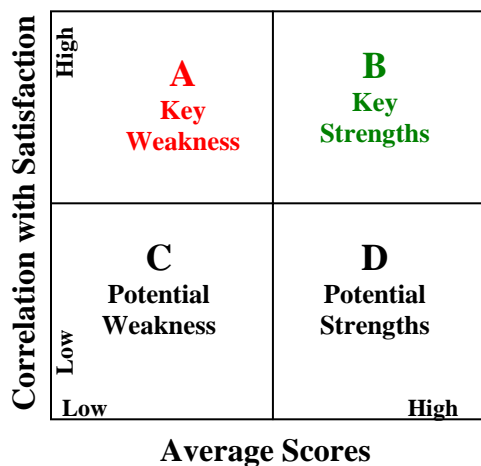 Correlation with Satisfaction
High
Low
A
Key
Weakness
B
Key
Strengths
C
Potential
Weakness
D
Potential
Strengths
Low
High
Average Scores